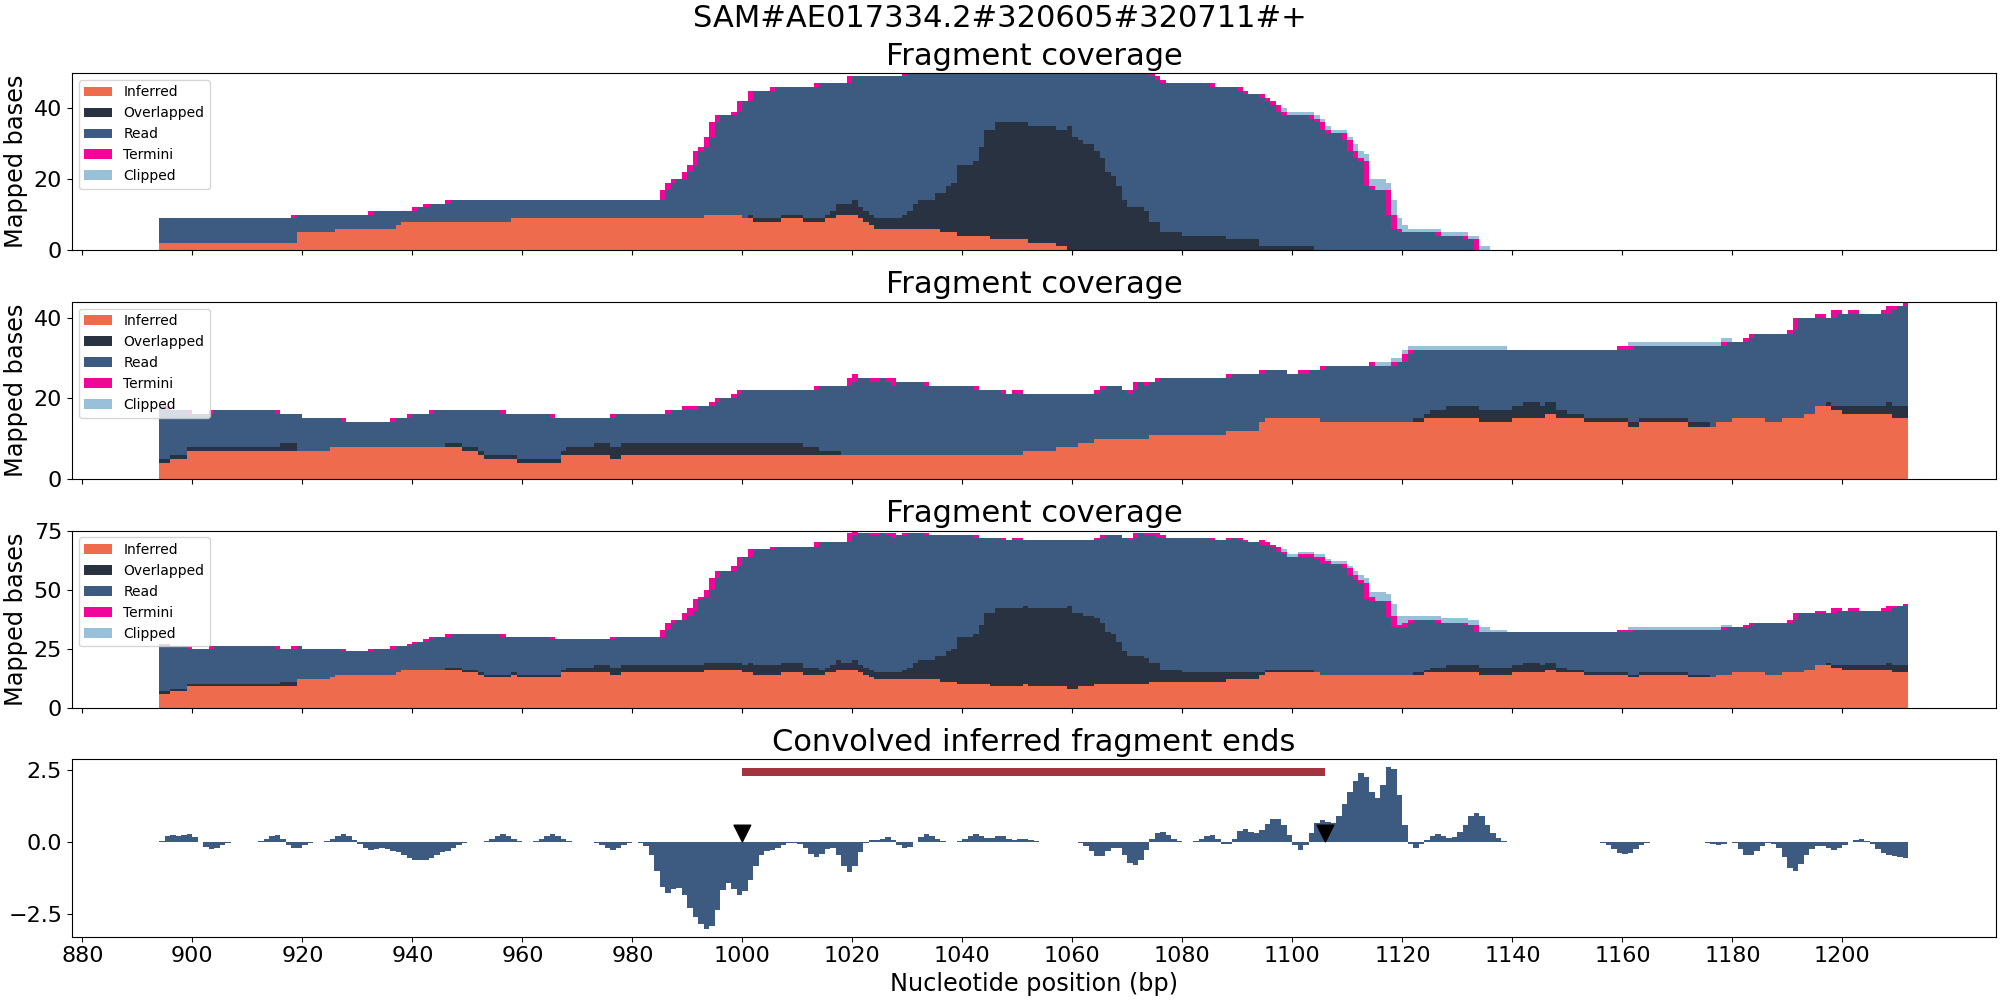 SAM#AE017334.2#320605#320711#+
Fragment coverage
Mapped bases
40
20
0
Inferred
Overlapped
Read
Termini
Clipped
Fragment coverage
Mapped bases
40
20
0
Inferred
Overlapped
Read
Termini
Clipped
Fragment coverage
Mapped bases
75
50
25
0
Inferred
Overlapped
Read
Termini
Clipped
Convolved inferred fragment ends
2.5
0.0
−2.5
880 900 920 940 960 980 1000 1020 1040 1060 1080 1100 1120 1140 1160 1180 1200
Nucleotide position (bp)